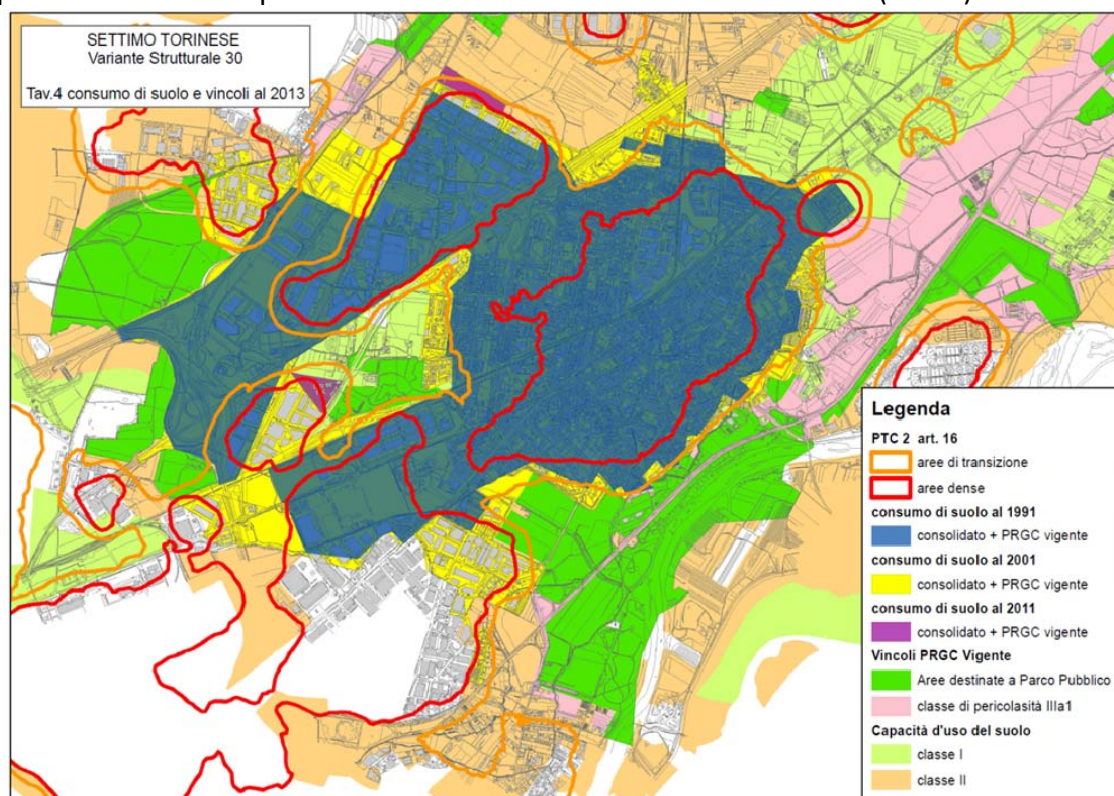 SETTIMO TORINESE
Variante Strutturale 30
Tav.4 consumo di suolo e vincoli al 2013
Legenda
PTC 2 art. 16
aree di transizione
aree dense
consumo di suolo al 1991
consolidato + PRGC vigente
consumo di suolo al 2001
consolidato + PRGC vigente
consumo di suolo al 2011
consolidato + PRGC vigente
Vincoli PRGC Vigente
Aree destinate a Parco Pubblico
classe di pericolasità IIIa1
Capacità d'uso del suolo
classe I
classe II